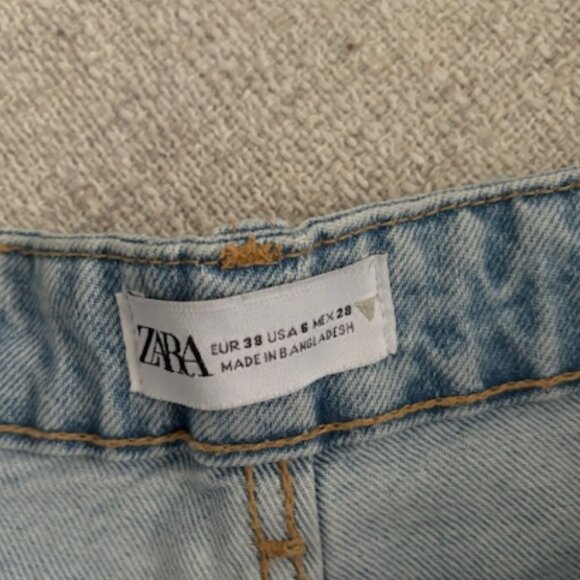 ZARA
EUR 38 USA 6 MEX 28
MADE IN BANGLADESH